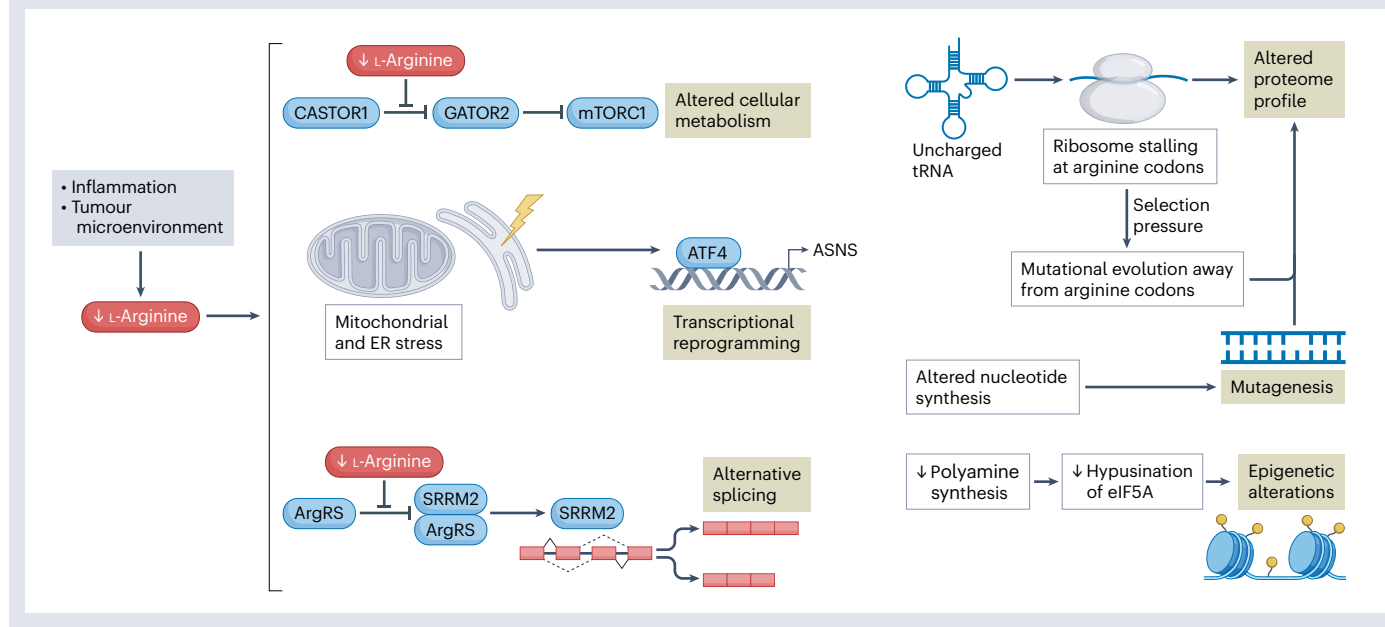 • Inflammation
• Tumour
microenvironment
↓ L-Arginine
↓ L-Arginine
CASTOR1
GATOR2
mTORC1
Altered cellular
metabolism
Mitochondrial
and ER stress
ATF4
ASNS
Transcriptional
reprogramming
↓ L-Arginine
ArgRS
SRRM2
ArgRS
SRRM2
Alternative
splicing
Uncharged
tRNA
Ribosome stalling
at arginine codons
Altered
proteome
profile
Selection
pressure
Mutational evolution away
from arginine codons
Altered nucleotide
synthesis
Mutagenesis
↓ Polyamine
synthesis
↓ Hypusination
of eIF5A
Epigenetic
alterations